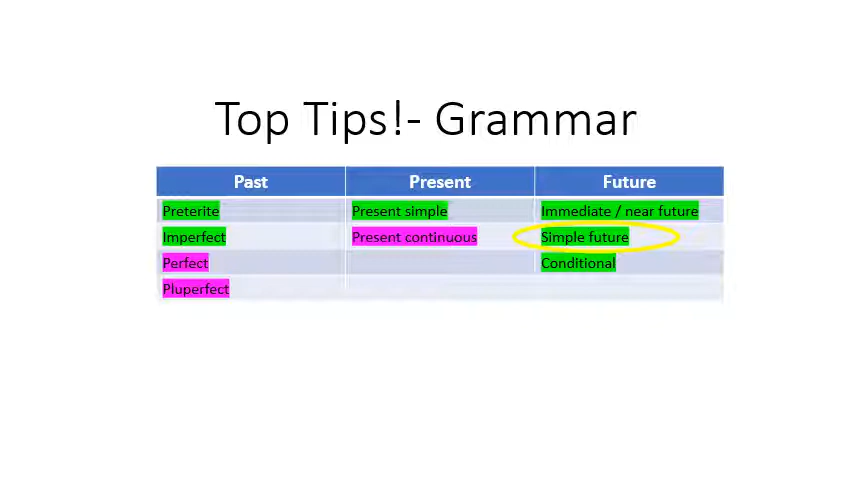 Top Tips!- Grammar
Past Present Future
Preterite Present simple Immediate / near future
Imperfect Present continuous Simple future
Perfect Conditional
Pluperfect